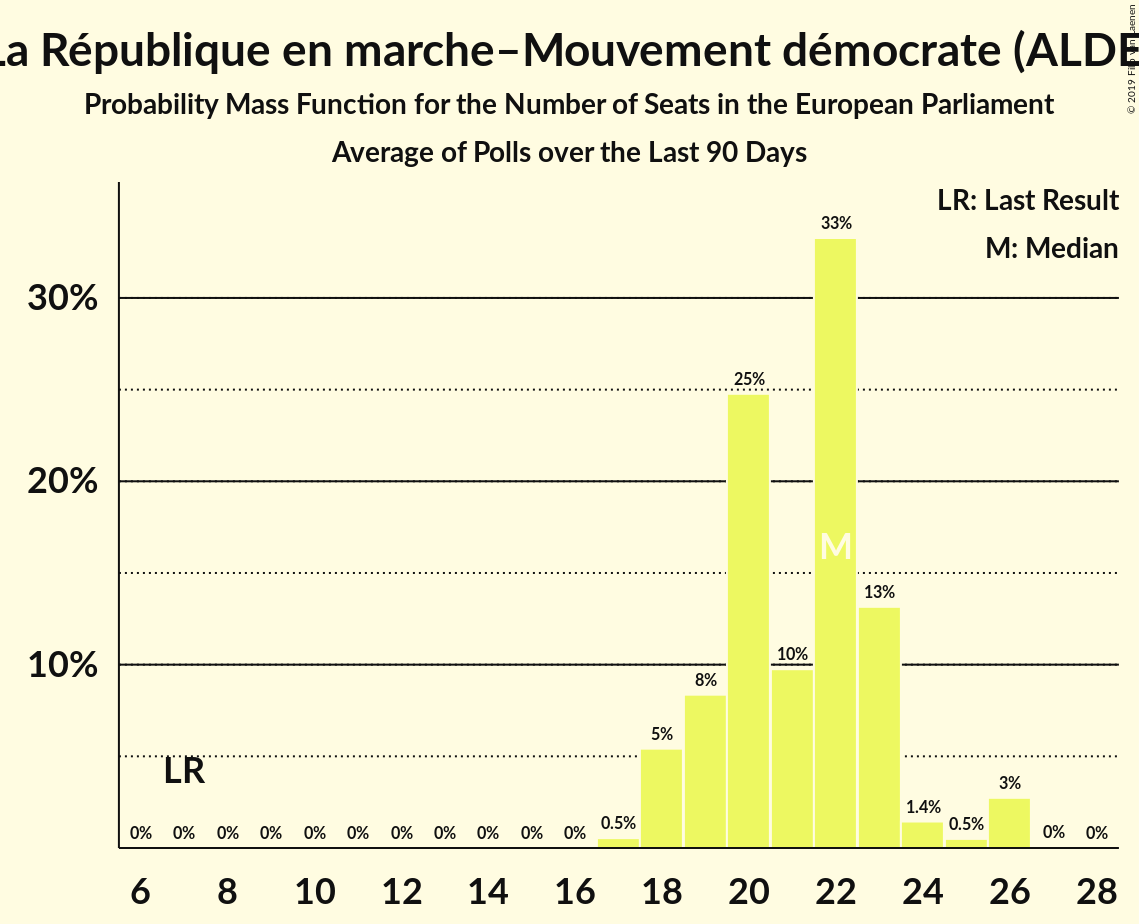 La République en marche–Mouvement démocrate (ALDE
Probability Mass Function for the Number of Seats in the European Parliament
Average of Polls over the Last 90 Days
© 2019 Filip van Laenen
LR: Last Result
M: Median
33%
30%
25%
20%
M
13%
10%
10%
8%
5%
LR
3%
1.4%
0% 0% 0% 0% 0% 0% 0% 0% 0% 0% 0% 0.5% 0.5% 0% 0%
6 8 10 12 14 16 18 20 22 24 26 28